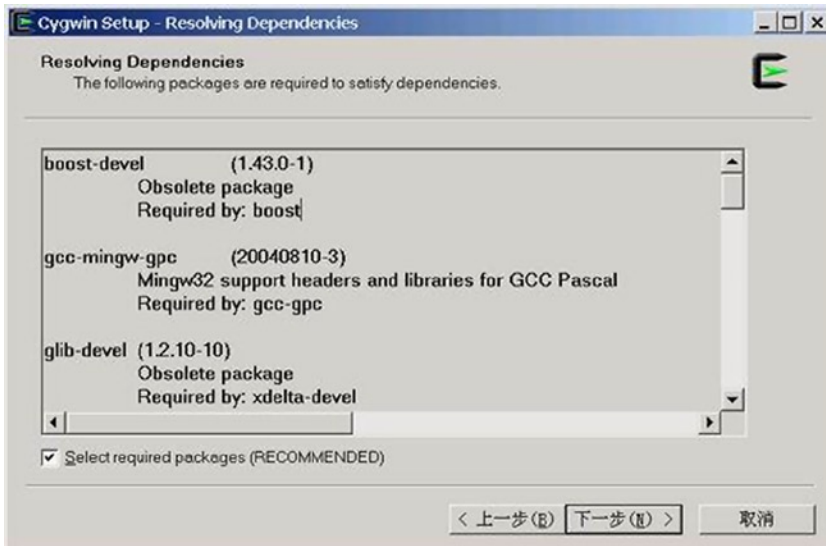 Cygwin Setup - Resolving Dependencies
Resolving Dependencies
The following packages are required to satisfy dependencies.
boost-devel (1.43.0-1)
Obsolete package
Required by: boost
gcc-mingw-gpc (20040810-3)
Mingw32 support headers and libraries for GCC Pascal
Required by: gcc-gpc
glib-devel (1.2.10-10)
Obsolete package
Required by: xdelta-devel
Select required packages (RECOMMENDED)
< 上一步(B) 下一步(N) > 取消